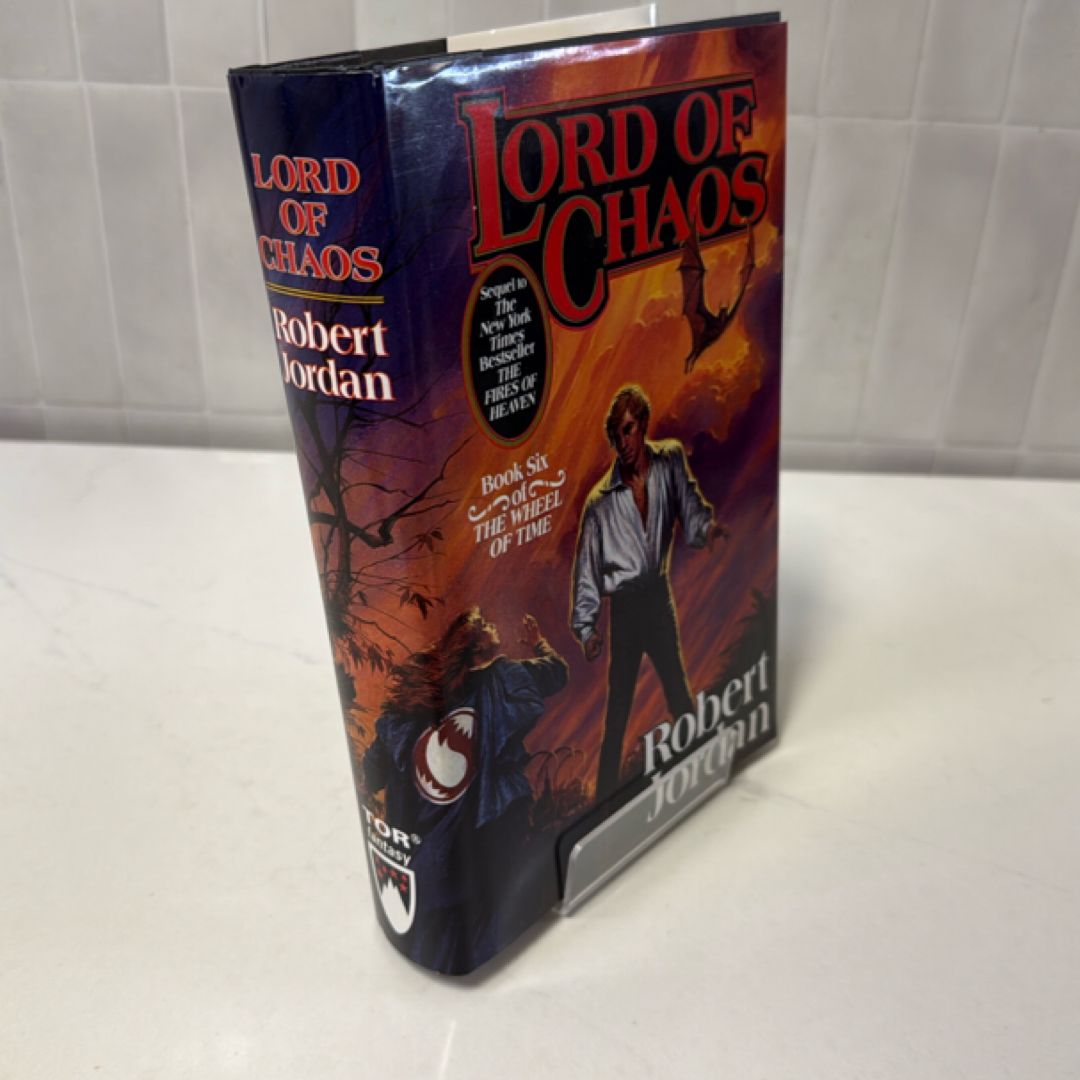 LORD
OF
CHAOS
Robert
Jordan
TOR®
fantasy
LORD OF
CHAOS
Sequel to
The
New York
Times
Bestseller
THE
FIRES OF
HEAVEN
Book Six
of
THE WHEEL
OF TIME
Robert
Jordan